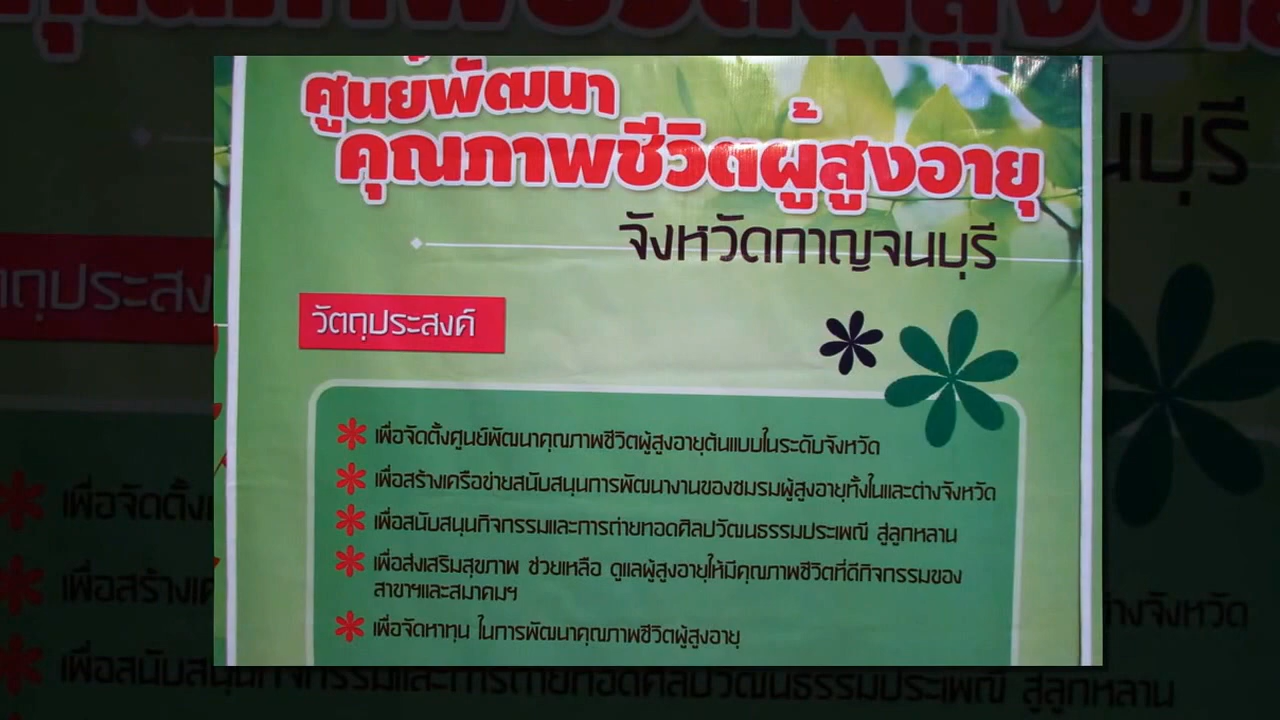 ศูนย์พัฒนา
คุณภาพชีวิตผู้สูงอายุ
จังหวัดกาญจนบุรี
วัตถุประสงค์
เพื่อจัดตั้งศูนย์พัฒนาคุณภาพชีวิตผู้สูงอายุต้นแบบในระดับจังหวัด
เพื่อสร้างเครือข่ายสนับสนุนการพัฒนางานของชมรมผู้สูงอายุทั้งในและต่างจังหวัด
เพื่อสนับสนุนกิจกรรมและการถ่ายทอดศิลปวัฒนธรรมประเพณี สู่ลูกหลาน
เพื่อส่งเสริมสุขภาพ ช่วยเหลือ ดูแลผู้สูงอายุให้มีคุณภาพชีวิตที่ดีกิจกรรมของ
สาขาฯและสมาคมฯ
เพื่อจัดหาทุน ในการพัฒนาคุณภาพชีวิตผู้สูงอายุ